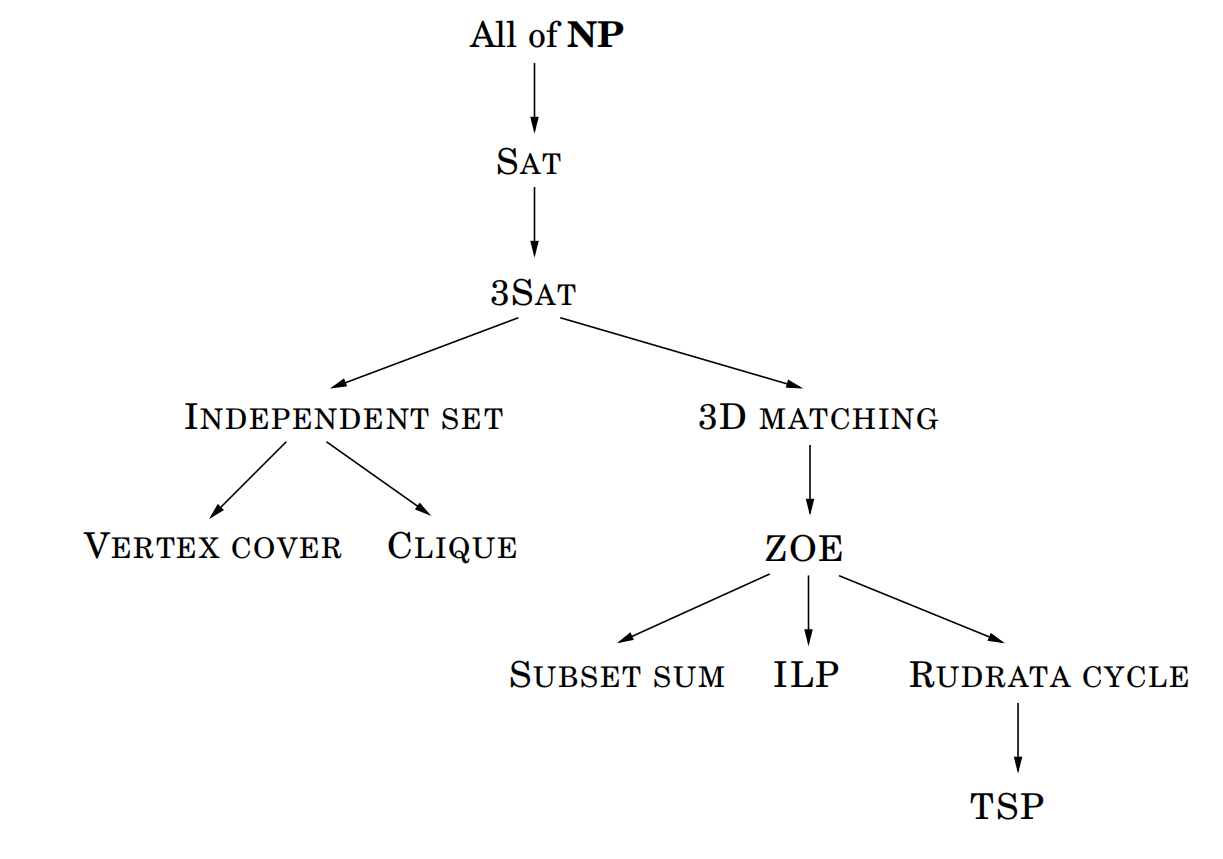 All of NP
SAT
3SAT
INDEPENDENT SET
3D MATCHING
VERTEX COVER
CLIQUE
ZOE
SUBSET SUM
ILP
RUDRATA CYCLE
TSP